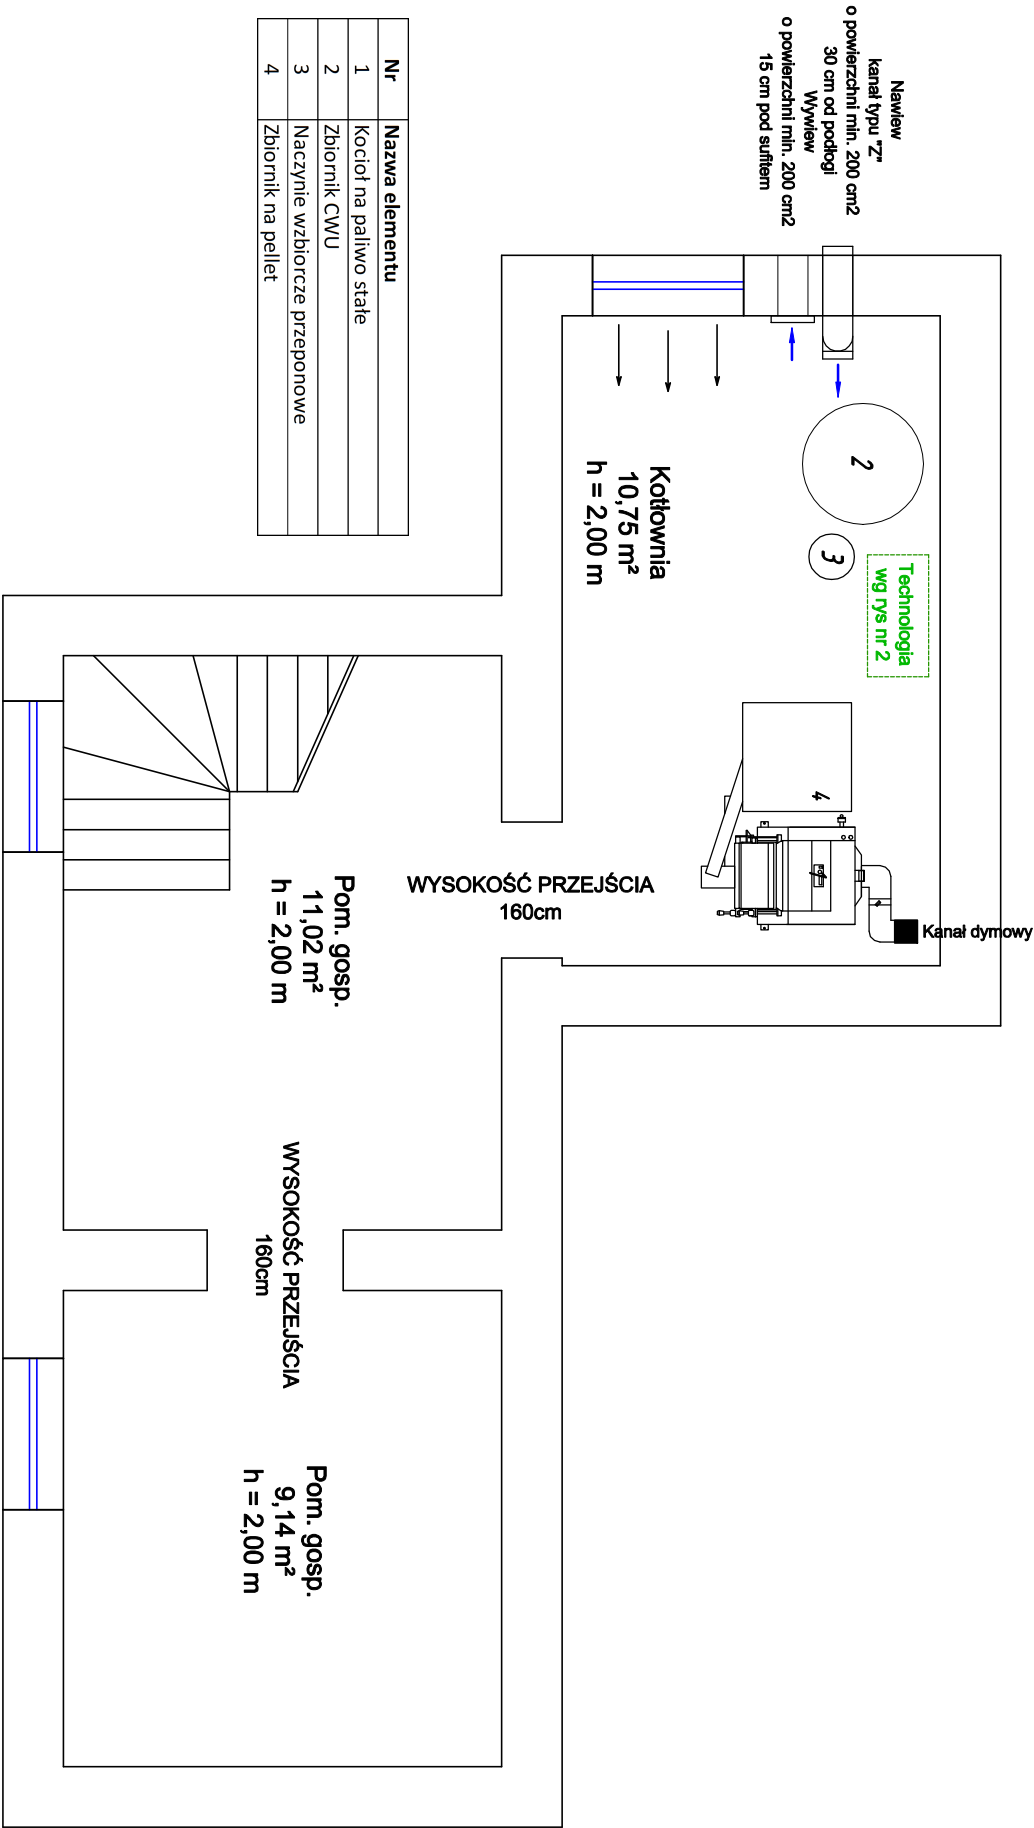 Nawiew
kanał typu "Z"
o powierzchni min. 200 cm2
30 cm od podłogi
Wywiew
o powierzchni min. 200 cm2
15 cm pod sufitem
Nr Nazwa elementu
1 Kocioł na paliwo stałe
2 Zbiornik CWU
3 Naczynie wzbiorcze przeponowe
4 Zbiornik na pellet
2
3
Technologia
wg rys nr 2
Kotłownia
10,75 m²
h = 2,00 m
4
1
Kanał dymowy
WYSOKOŚĆ PRZEJŚCIA
160cm
Pom. gosp.
11,02 m²
h = 2,00 m
WYSOKOŚĆ PRZEJŚCIA
160cm
Pom. gosp.
9,14 m²
h = 2,00 m